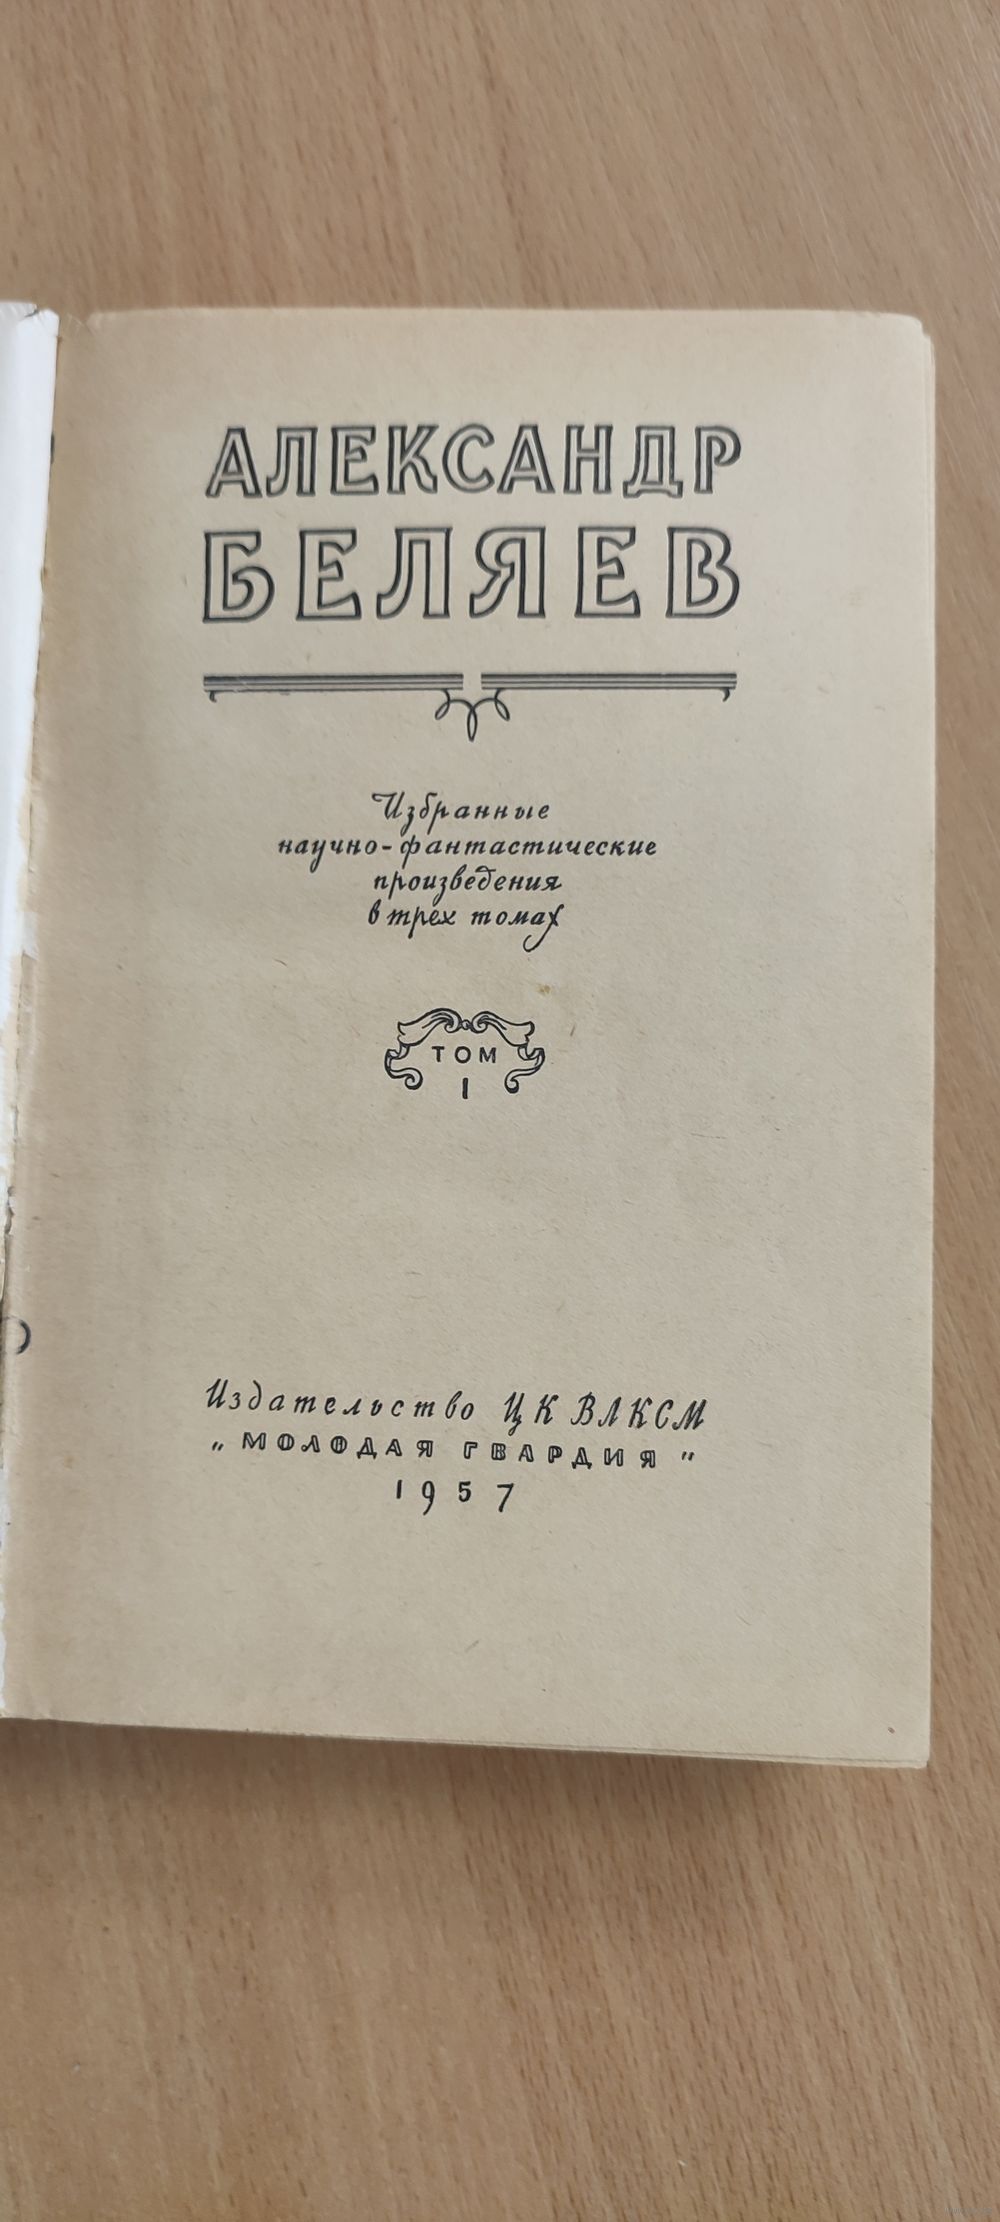 АЛЕКСАНДР
БЕЛЯЕВ
Избранные
научно-фантастические
произведения
в трех томах
ТОМ
I
Издательство ЦК ВЛКСМ
„МОЛОДАЯ ГВАРДИЯ"
1957